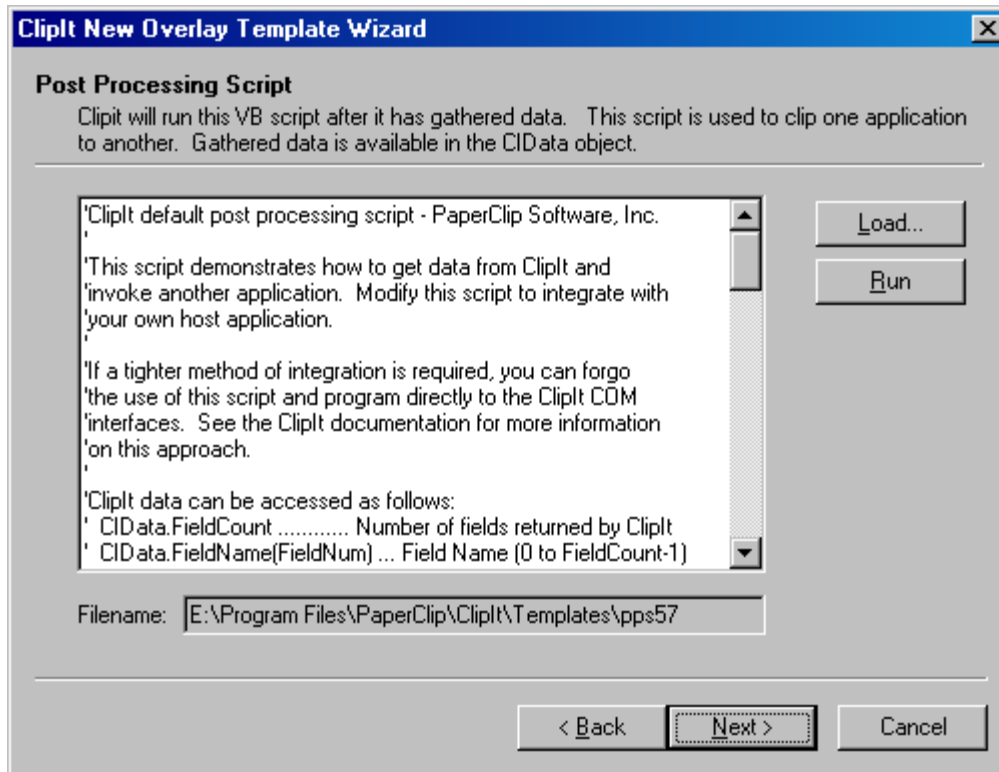 ClipIt New Overlay Template Wizard
Post Processing Script
Clipit will run this VB script after it has gathered data.   This script is used to clip one application
to another.  Gathered data is available in the CIData object.
'ClipIt default post processing script - PaperClip Software, Inc.
'
'This script demonstrates how to get data from ClipIt and
'invoke another application.  Modify this script to integrate with
'your own host application.
'
'If a tighter method of integration is required, you can forgo
'the use of this script and program directly to the ClipIt COM
'interfaces.  See the ClipIt documentation for more information
'on this approach.
'
'ClipIt data can be accessed as follows:
'  CIData.FieldCount ............ Number of fields returned by ClipIt
'  CIData.FieldName(FieldNum) ... Field Name (0 to FieldCount-1)
Load...
Run
Filename: E:\Program Files\PaperClip\ClipIt\Templates\pps57
< Back
Next >
Cancel